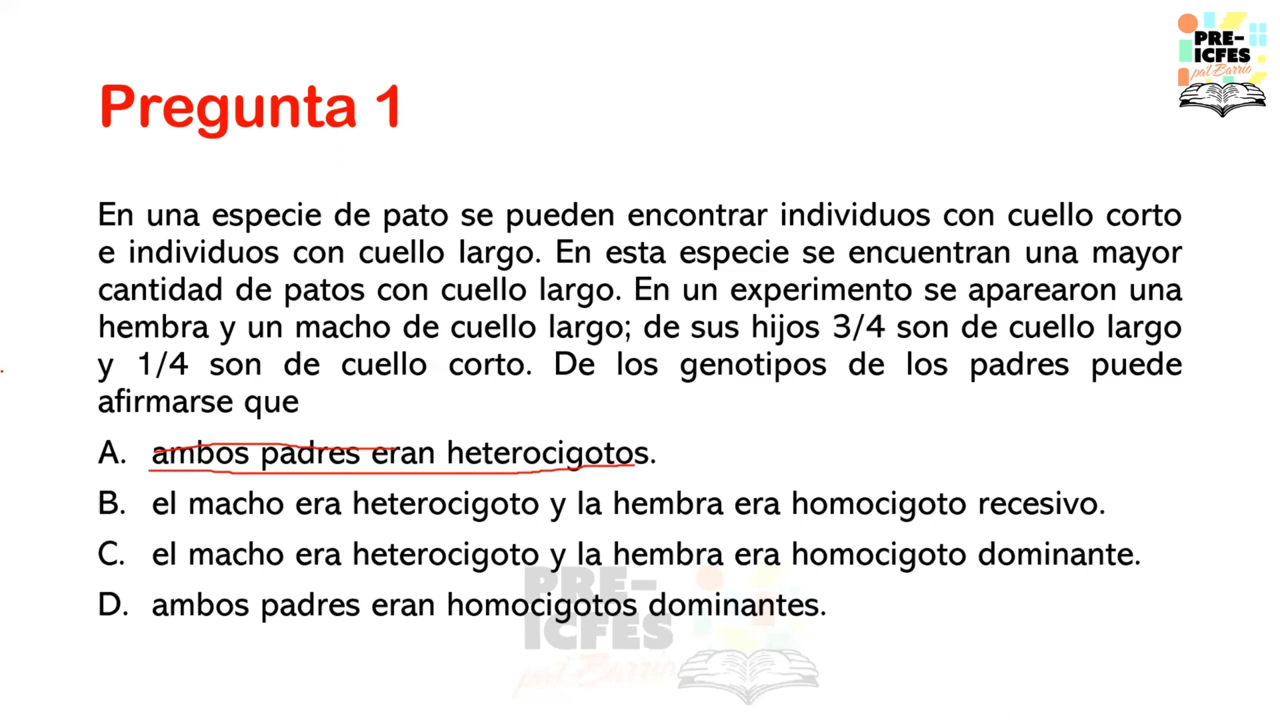 PRE-
ICFES
pa'l Barrio
Pregunta 1
En una especie de pato se pueden encontrar individuos con cuello corto
e individuos con cuello largo. En esta especie se encuentran una mayor
cantidad de patos con cuello largo. En un experimento se aparearon una
hembra y un macho de cuello largo; de sus hijos 3/4 son de cuello largo
y 1/4 son de cuello corto. De los genotipos de los padres puede
afirmarse que
A. ambos padres eran heterocigotos.
B. el macho era heterocigoto y la hembra era homocigoto recesivo.
C. el macho era heterocigoto y la hembra era homocigoto dominante.
D. ambos padres eran homocigotos dominantes.
PRE-
ICFES
pa'l Barrio